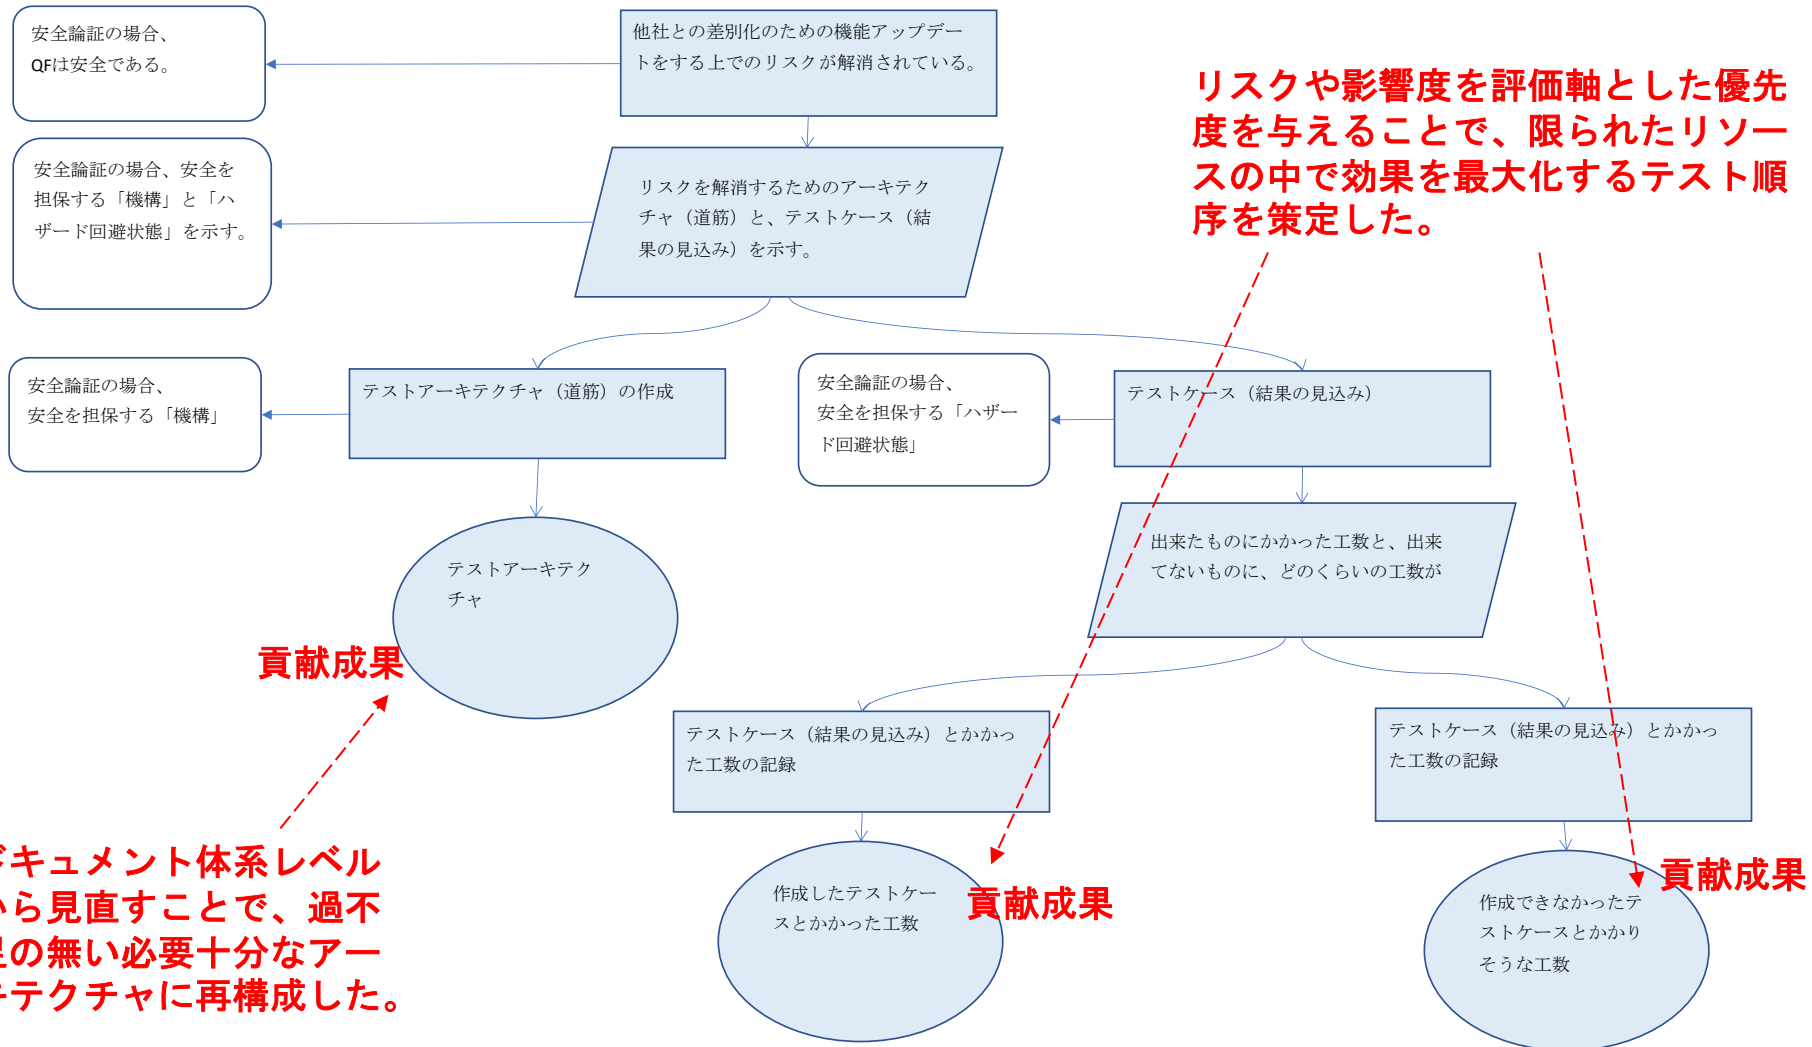 安全論証の場合、
QFは安全である。
他社との差別化のための機能アップデー
トをする上でのリスクが解消されている。
リスクや影響度を評価軸とした優先
度を与えることで、限られたリソー
スの中で効果を最大化するテスト順
序を策定した。
安全論証の場合、安全を
担保する「機構」と「ハ
ザード回避状態」を示す。
リスクを解消するためのアーキテク
チャ（道筋）と、テストケース（結
果の見込み）を示す。
安全論証の場合、
安全を担保する「機構」
テストアーキテクチャ（道筋）の作成
安全論証の場合、
安全を担保する「ハザー
ド回避状態」
テストケース（結果の見込み）
テストアーキテク
チャ
出来たものにかかった工数と、出来
てないものに、どのくらいの工数が
貢献成果
テストケース（結果の見込み）とかかっ
た工数の記録
テストケース（結果の見込み）とかかっ
た工数の記録
ドキュメント体系レベル
から見直すことで、過不
足の無い必要十分なアー
キテクチャに再構成した。
作成したテストケー
スとかかった工数
貢献成果
作成できなかったテ
ストケースとかかり
そうな工数
貢献成果